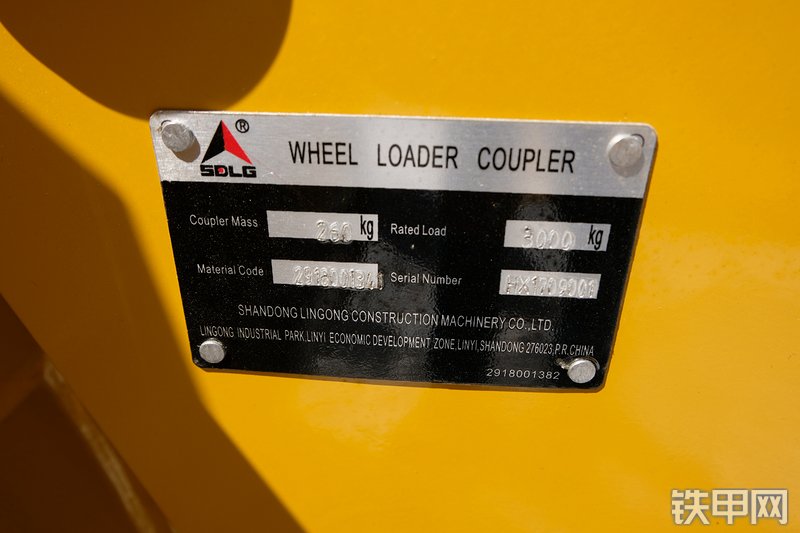 ®
SDLG
WHEEL LOADER COUPLER
Coupler Mass 260 kg Rated Load 3000 kg
Material Code Serial Number
SHANDONG LINGONG CONSTRUCTION MACHINERY CO.,LTD.
LINGONG INDUSTRIAL PARK,LINYI ECONOMIC DEVELOPMENT ZONE,LINYI,SHANDONG 276023,P.R.CHINA
2918001382
铁甲网